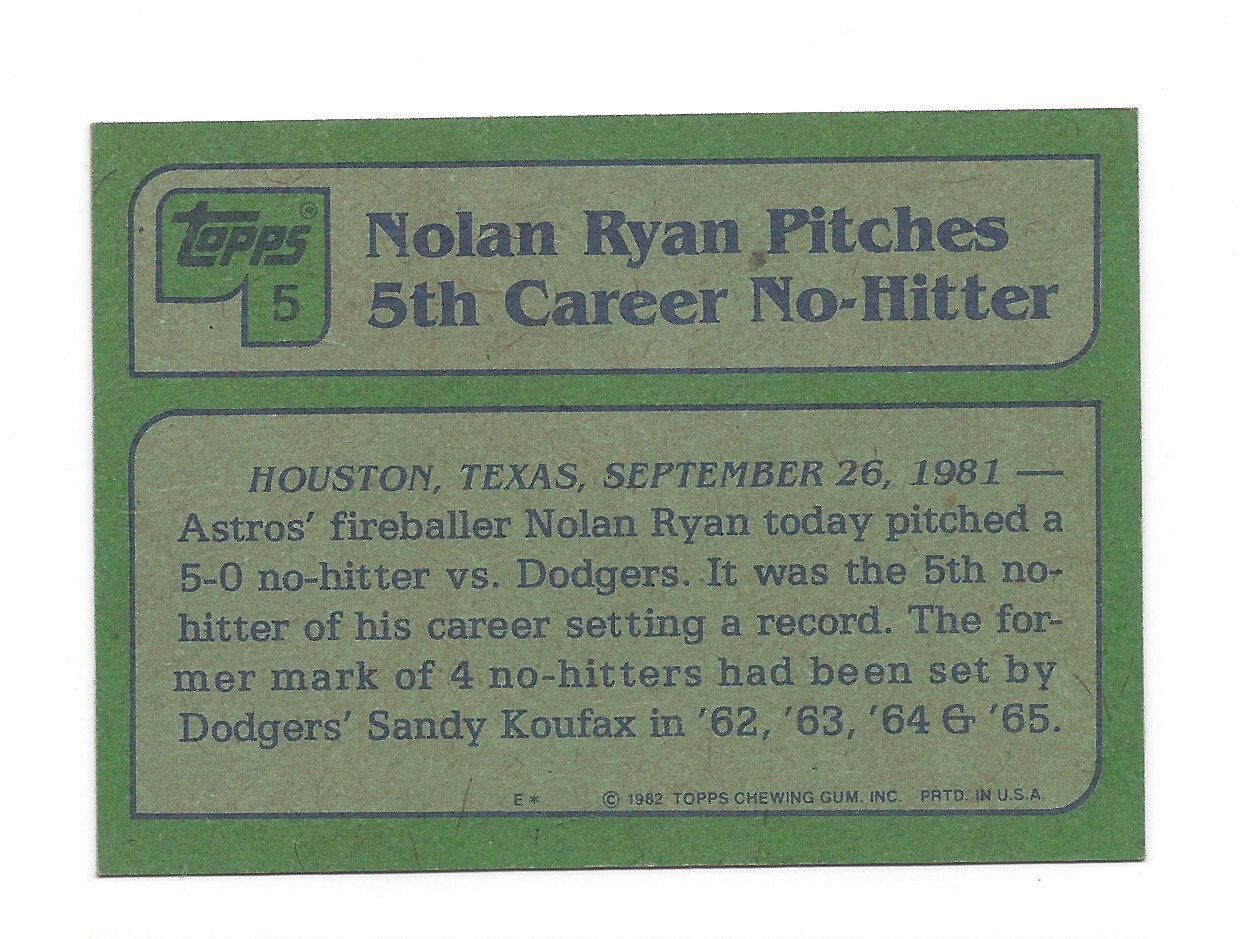 topps®
5
Nolan Ryan Pitches
5th Career No-Hitter
HOUSTON, TEXAS, SEPTEMBER 26, 1981 —
Astros' fireballer Nolan Ryan today pitched a
5-0 no-hitter vs. Dodgers. It was the 5th no-
hitter of his career setting a record. The for-
mer mark of 4 no-hitters had been set by
Dodgers' Sandy Koufax in '62, '63, '64 & '65.
E* © 1982 TOPPS CHEWING GUM, INC. PRTD. IN U.S.A.